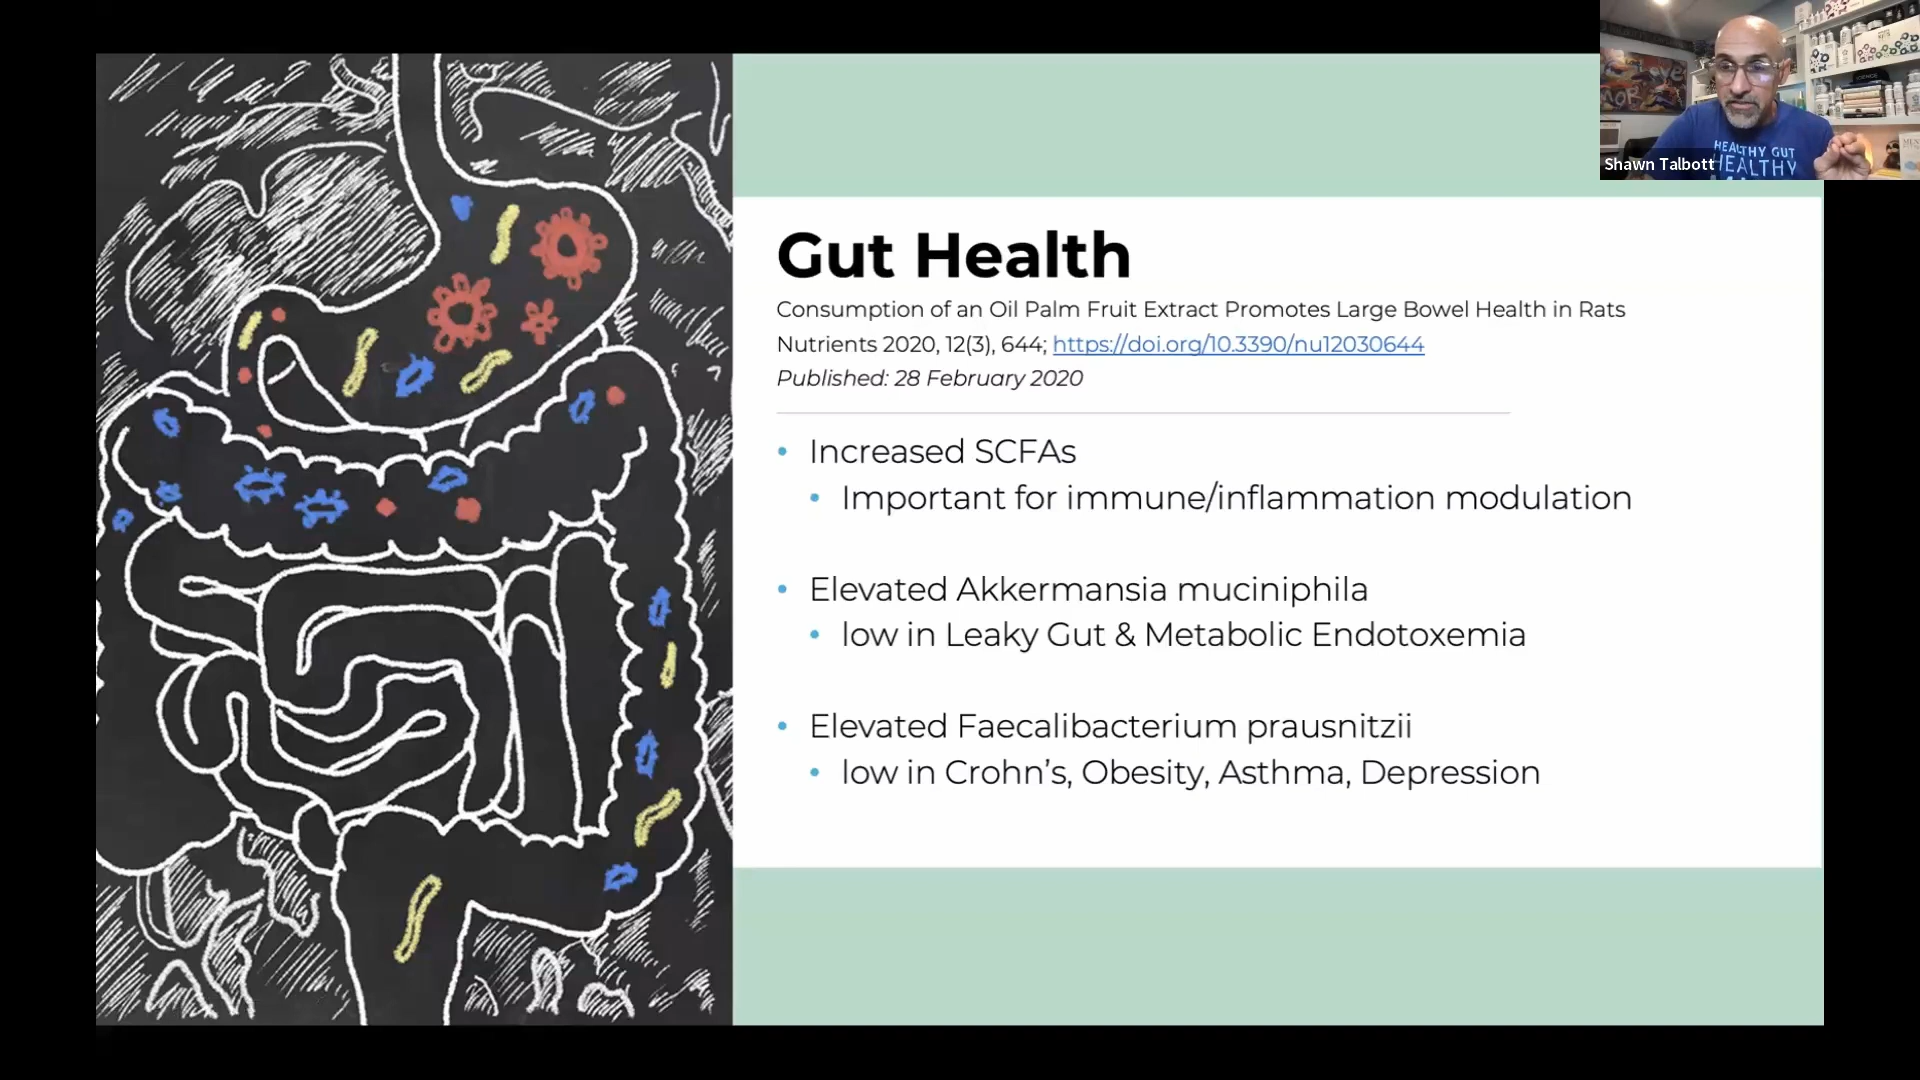 Gut Health
Consumption of an Oil Palm Fruit Extract Promotes Large Bowel Health in Rats
Nutrients 2020, 12(3), 644; https://doi.org/10.3390/nu12030644
Published: 28 February 2020
• Increased SCFAs
• Important for immune/inflammation modulation
• Elevated Akkermansia muciniphila
• low in Leaky Gut & Metabolic Endotoxemia
• Elevated Faecalibacterium prausnitzii
• low in Crohn’s, Obesity, Asthma, Depression
HEALTHY GUT
HEALTHY
Shawn Talbott